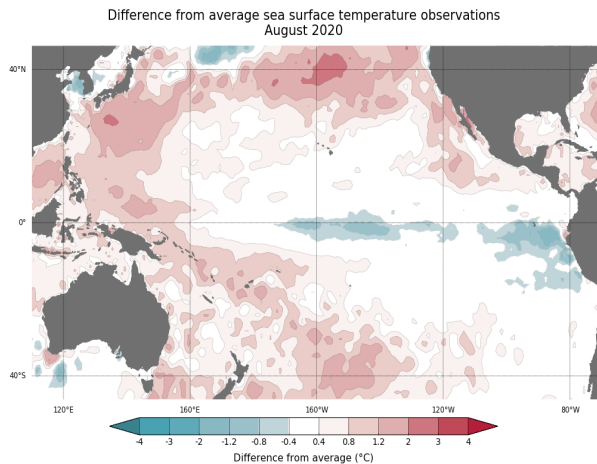 Difference from average sea surface temperature observations
August 2020
40°N
0°
40°S
120°E 160°E 160°W 120°W 80°W
-4 -3 -2 -1.2 -0.8 -0.4 0.4 0.8 1.2 2 3 4
Difference from average (°C)